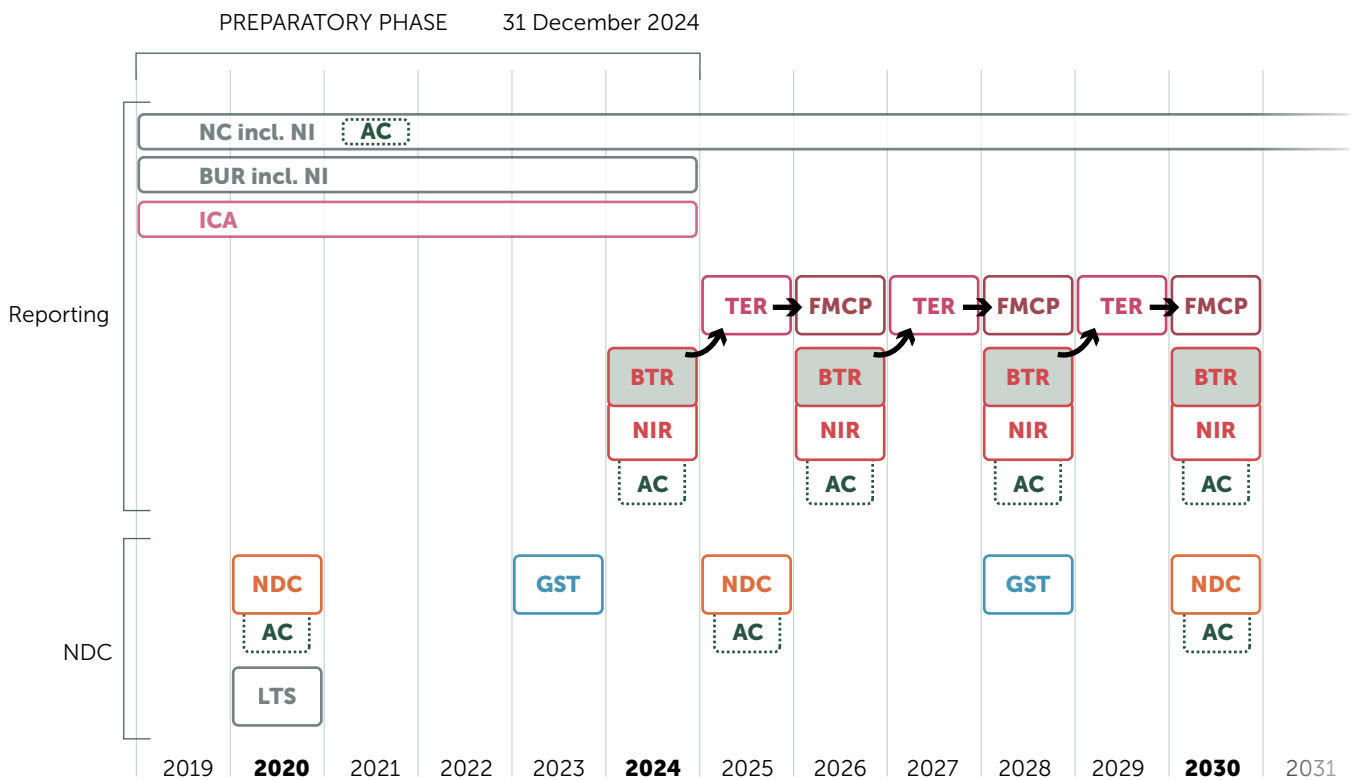 PREPARATORY PHASE 31 December 2024
NC incl. NI AC
BUR incl. NI
ICA
Reporting
TER FMCP TER FMCP TER FMCP
BTR BTR BTR BTR
NIR NIR NIR NIR
AC AC AC AC
NDC
NDC GST NDC GST NDC
AC AC AC
LTS
2019 2020 2021 2022 2023 2024 2025 2026 2027 2028 2029 2030 2031